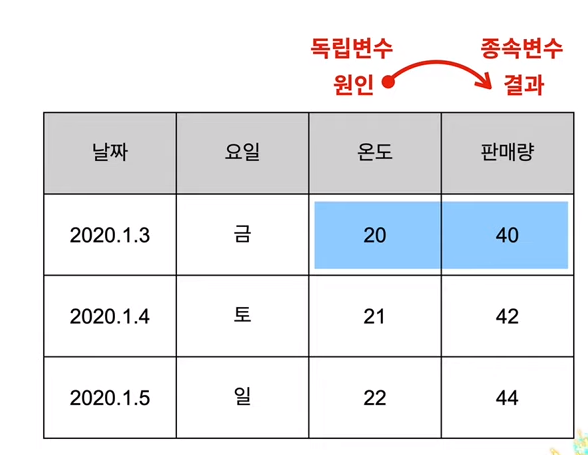 독립변수 종속변수
원인 결과
날짜 요일 온도 판매량
2020.1.3 금 20 40
2020.1.4 토 21 42
2020.1.5 일 22 44